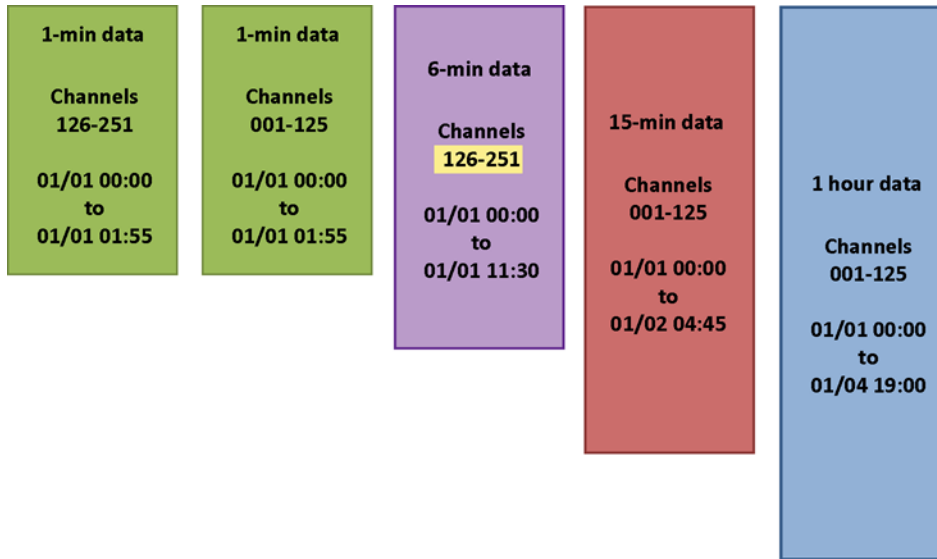 1-min data
Channels
126-251
01/01 00:00
to
01/01 01:55
1-min data
Channels
001-125
01/01 00:00
to
01/01 01:55
6-min data
Channels
126-251
01/01 00:00
to
01/01 11:30
15-min data
Channels
001-125
01/01 00:00
to
01/02 04:45
1 hour data
Channels
001-125
01/01 00:00
to
01/04 19:00